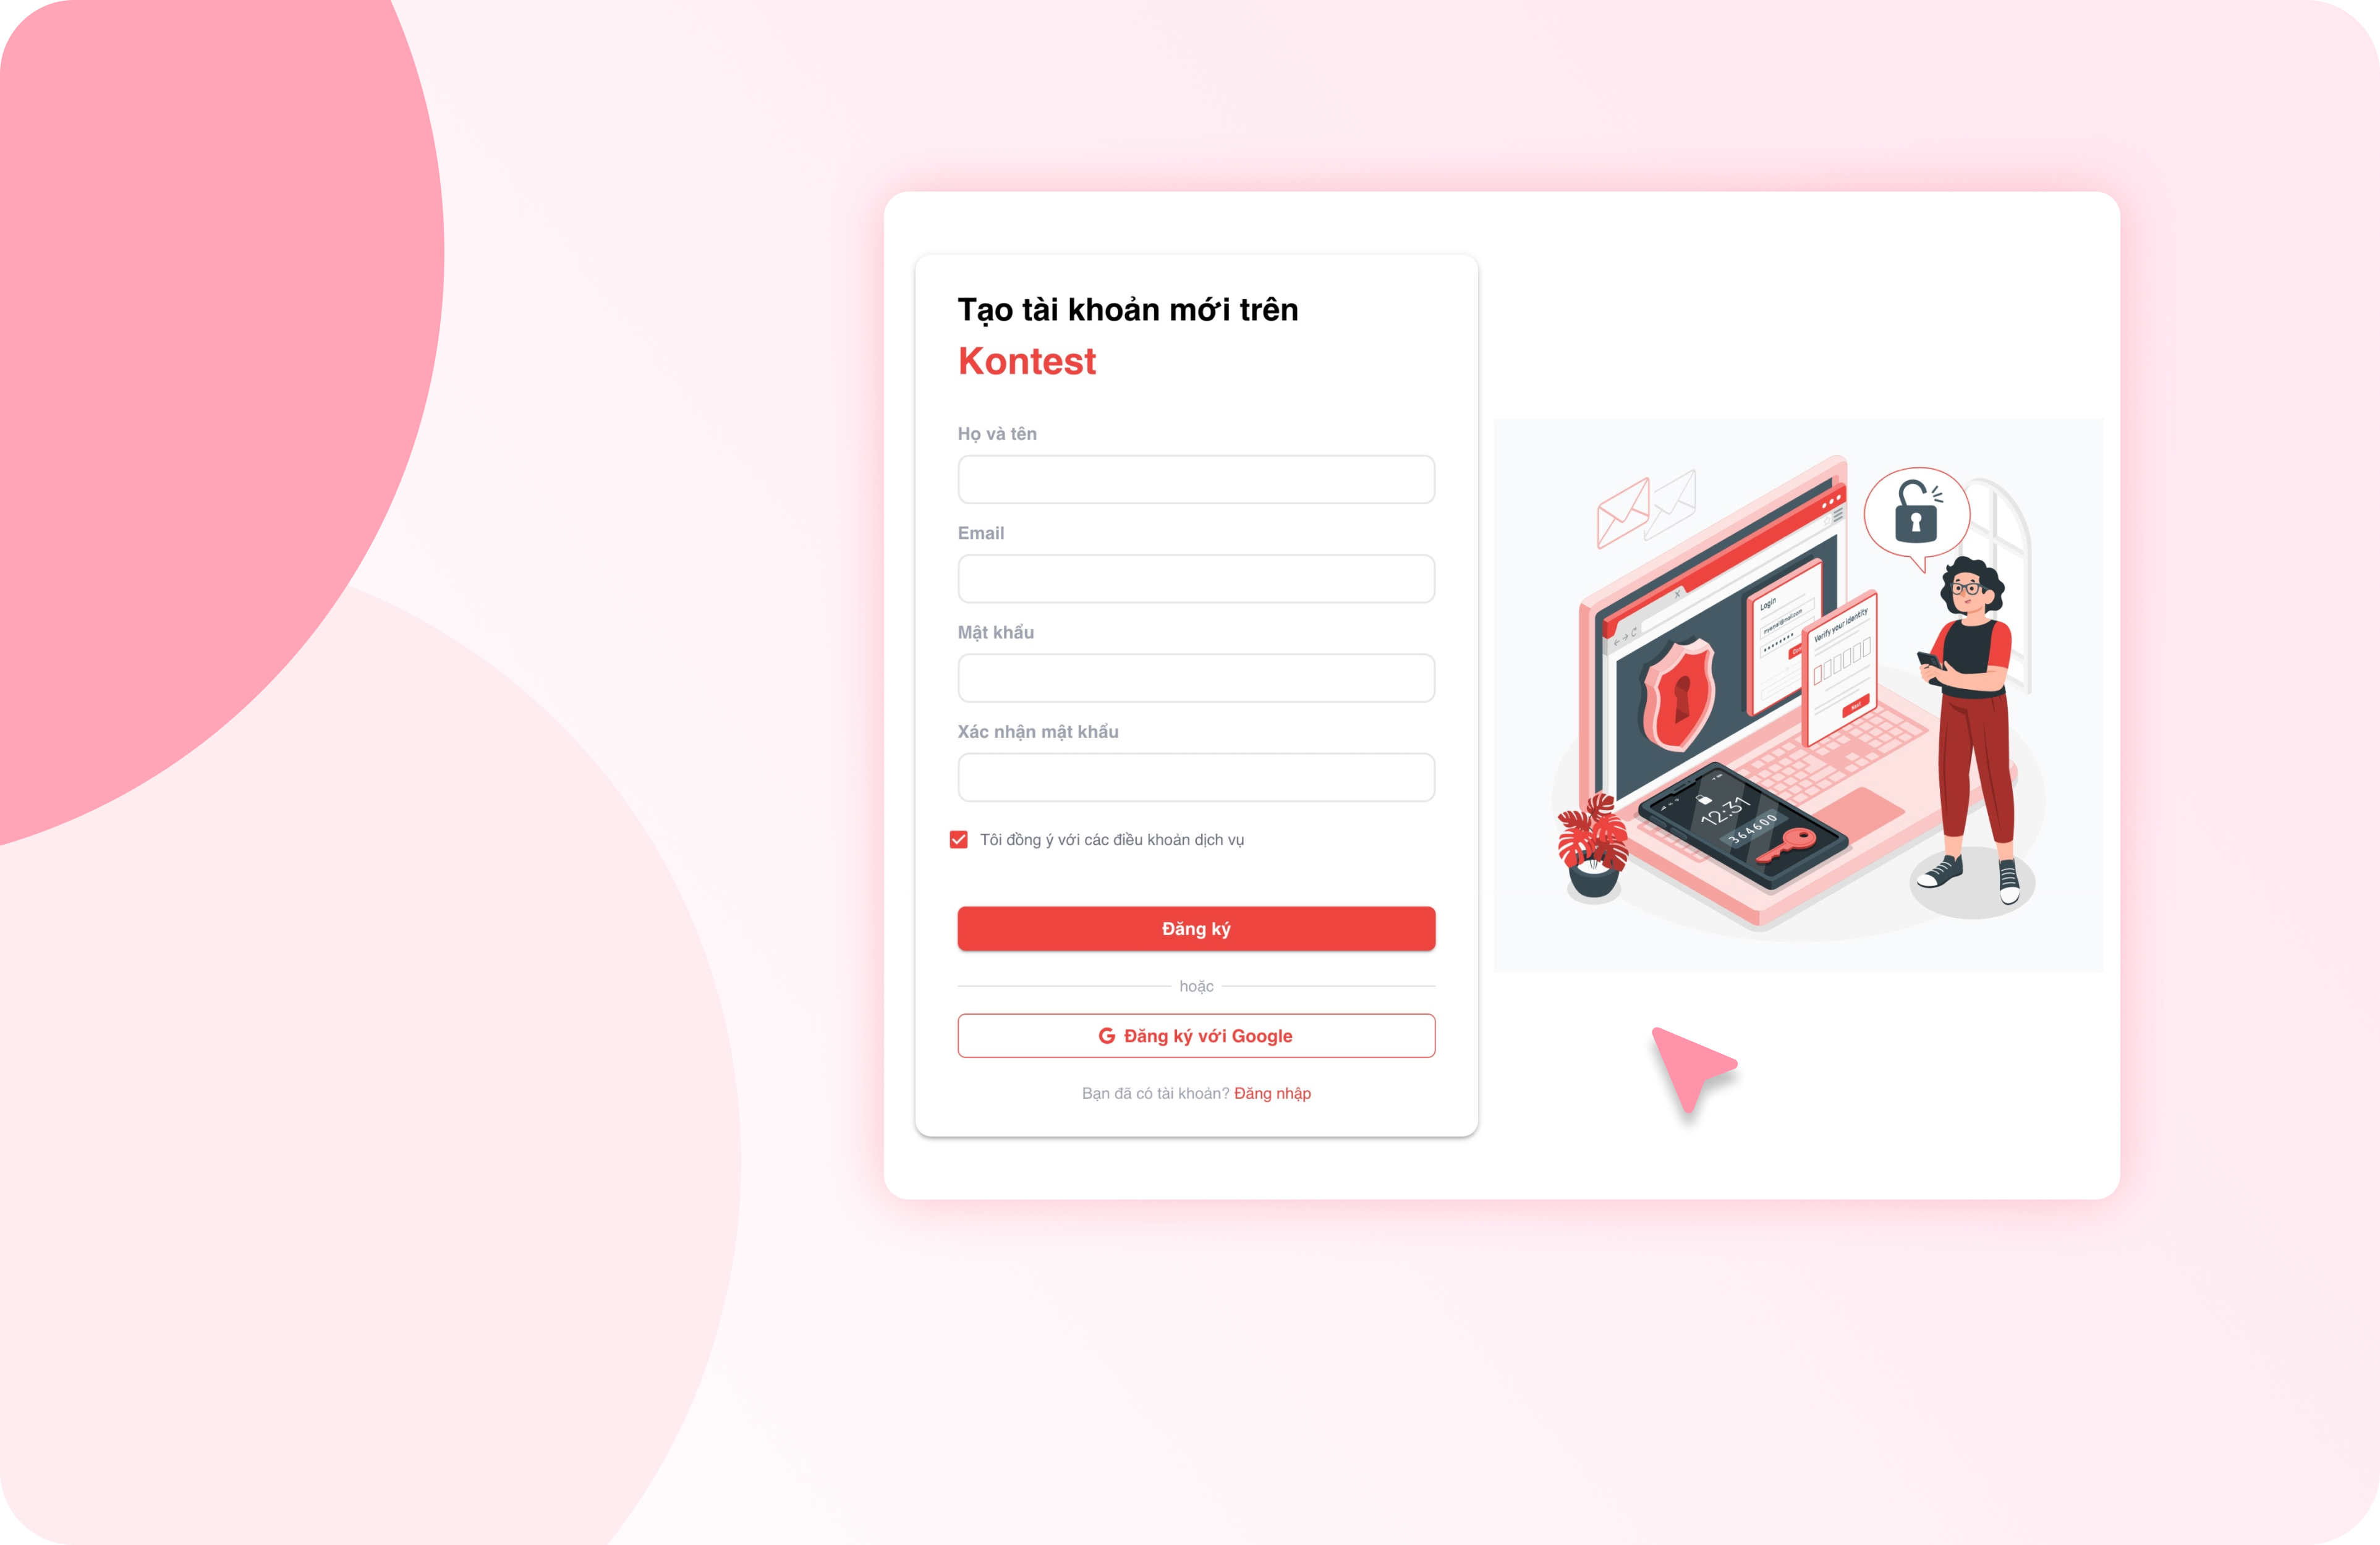 Tạo tài khoản mới trên
Kontest
Họ và tên
Email
Mật khẩu
Xác nhận mật khẩu
Tôi đồng ý với các điều khoản dịch vụ
Đăng ký
hoặc
G Đăng ký với Google
Bạn đã có tài khoản? Đăng nhập
Login
Verify your identity
Next
12:31
364600